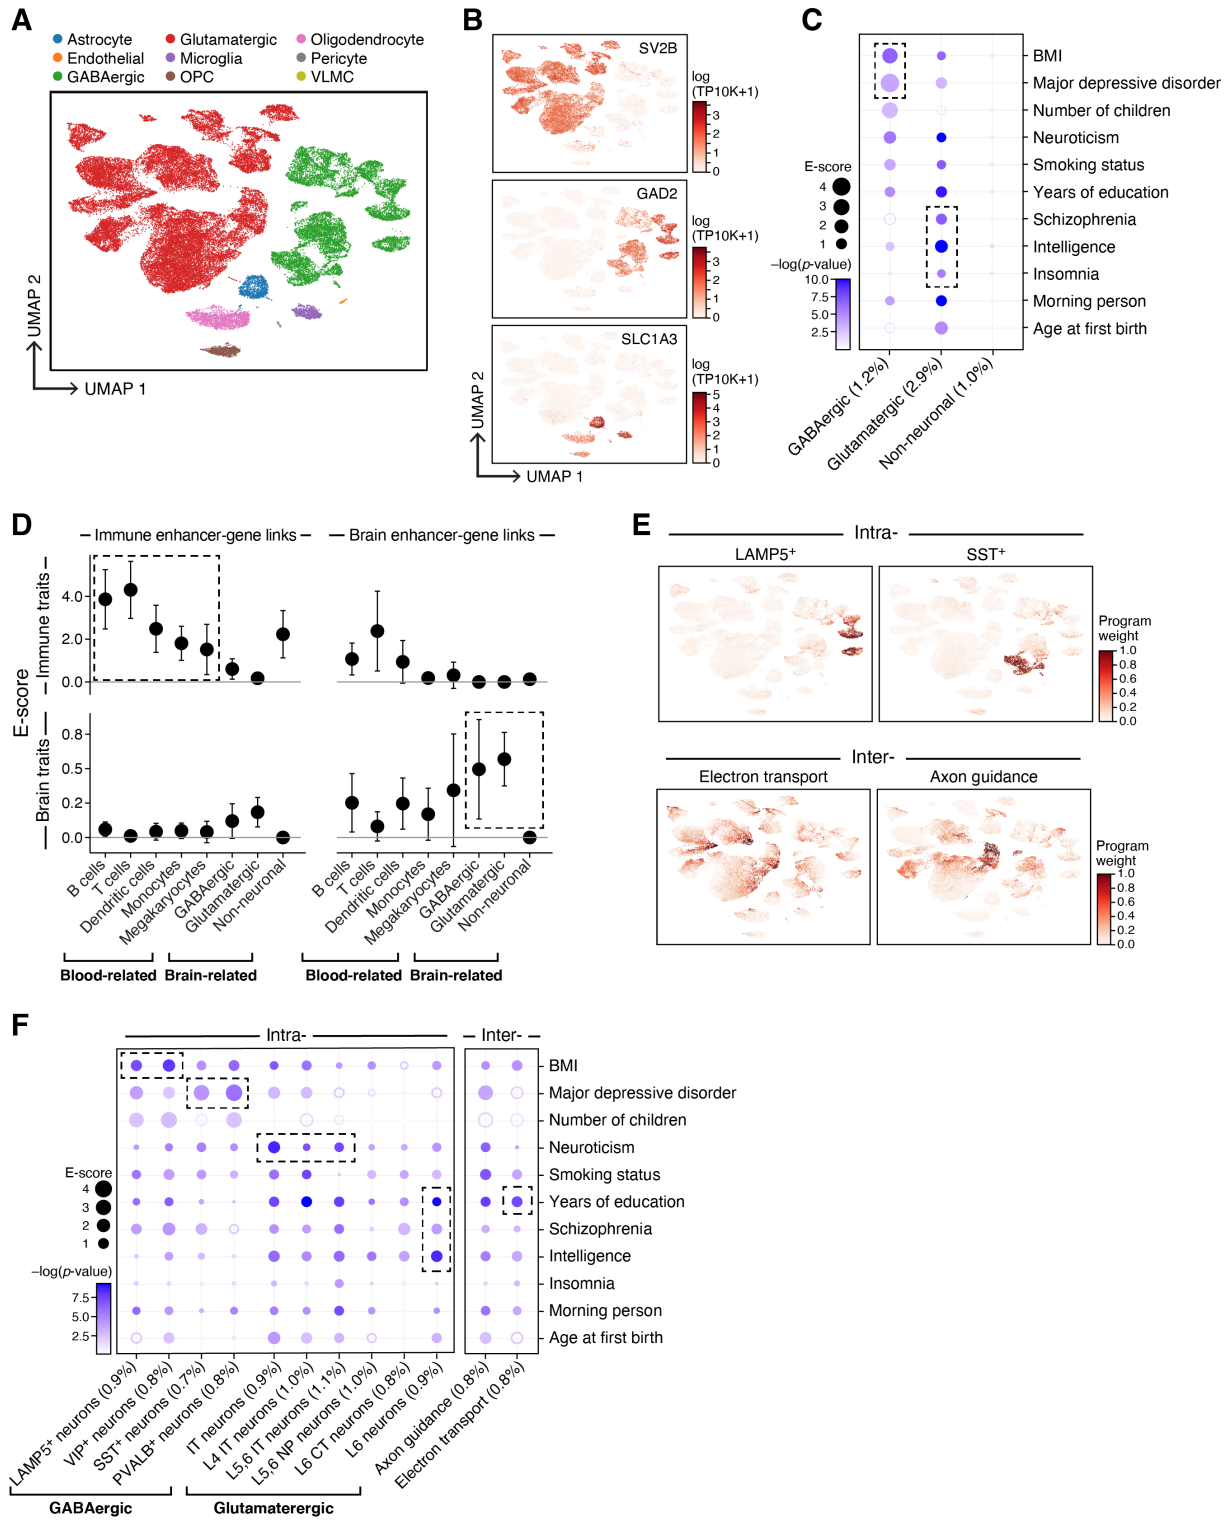 A
Astrocyte
Glutamatergic
Oligodendrocyte
Endothelial
Microglia
Pericyte
GABAergic
OPC
VLMC
UMAP 2
UMAP 1
B
SV2B
log
(TP10K+1)
3
2
1
0
GAD2
log
(TP10K+1)
3
2
1
0
SLC1A3
log
(TP10K+1)
5
4
3
2
1
0
UMAP 2
UMAP 1
C
BMI
Major depressive disorder
Number of children
Neuroticism
Smoking status
Years of education
Schizophrenia
Intelligence
Insomnia
Morning person
Age at first birth
E-score
4
3
2
1
–log(p-value)
10.0
7.5
5.0
2.5
GABAergic (1.2%)
Glutamatergic (2.9%)
Non-neuronal (1.0%)
D
Immune enhancer-gene links
Brain enhancer-gene links
E-score
Immune traits
4.0
2.0
0.0
Brain traits
0.8
0.5
0.2
0.0
B cells
T cells
Dendritic cells
Monocytes
Megakaryocytes
GABAergic
Glutamatergic
Non-neuronal
B cells
T cells
Dendritic cells
Monocytes
Megakaryocytes
GABAergic
Glutamatergic
Non-neuronal
Blood-related
Brain-related
Blood-related
Brain-related
E
Intra-
LAMP5+
SST+
Program
weight
1.0
0.8
0.6
0.4
0.2
0.0
Inter-
Electron transport
Axon guidance
Program
weight
1.0
0.8
0.6
0.4
0.2
0.0
F
Intra-
Inter-
BMI
Major depressive disorder
Number of children
Neuroticism
Smoking status
Years of education
Schizophrenia
Intelligence
Insomnia
Morning person
Age at first birth
E-score
4
3
2
1
–log(p-value)
7.5
5.0
2.5
LAMP5+ neurons (0.9%)
VIP+ neurons (0.8%)
SST+ neurons (0.7%)
PVALB+ neurons (0.8%)
IT neurons (0.9%)
L4 IT neurons (1.0%)
L5,6 IT neurons (1.1%)
L5,6 NP neurons (1.0%)
L6 CT neurons (0.8%)
L6 neurons (0.9%)
Axon guidance (0.8%)
Electron transport (0.8%)
GABAergic
Glutamaterergic